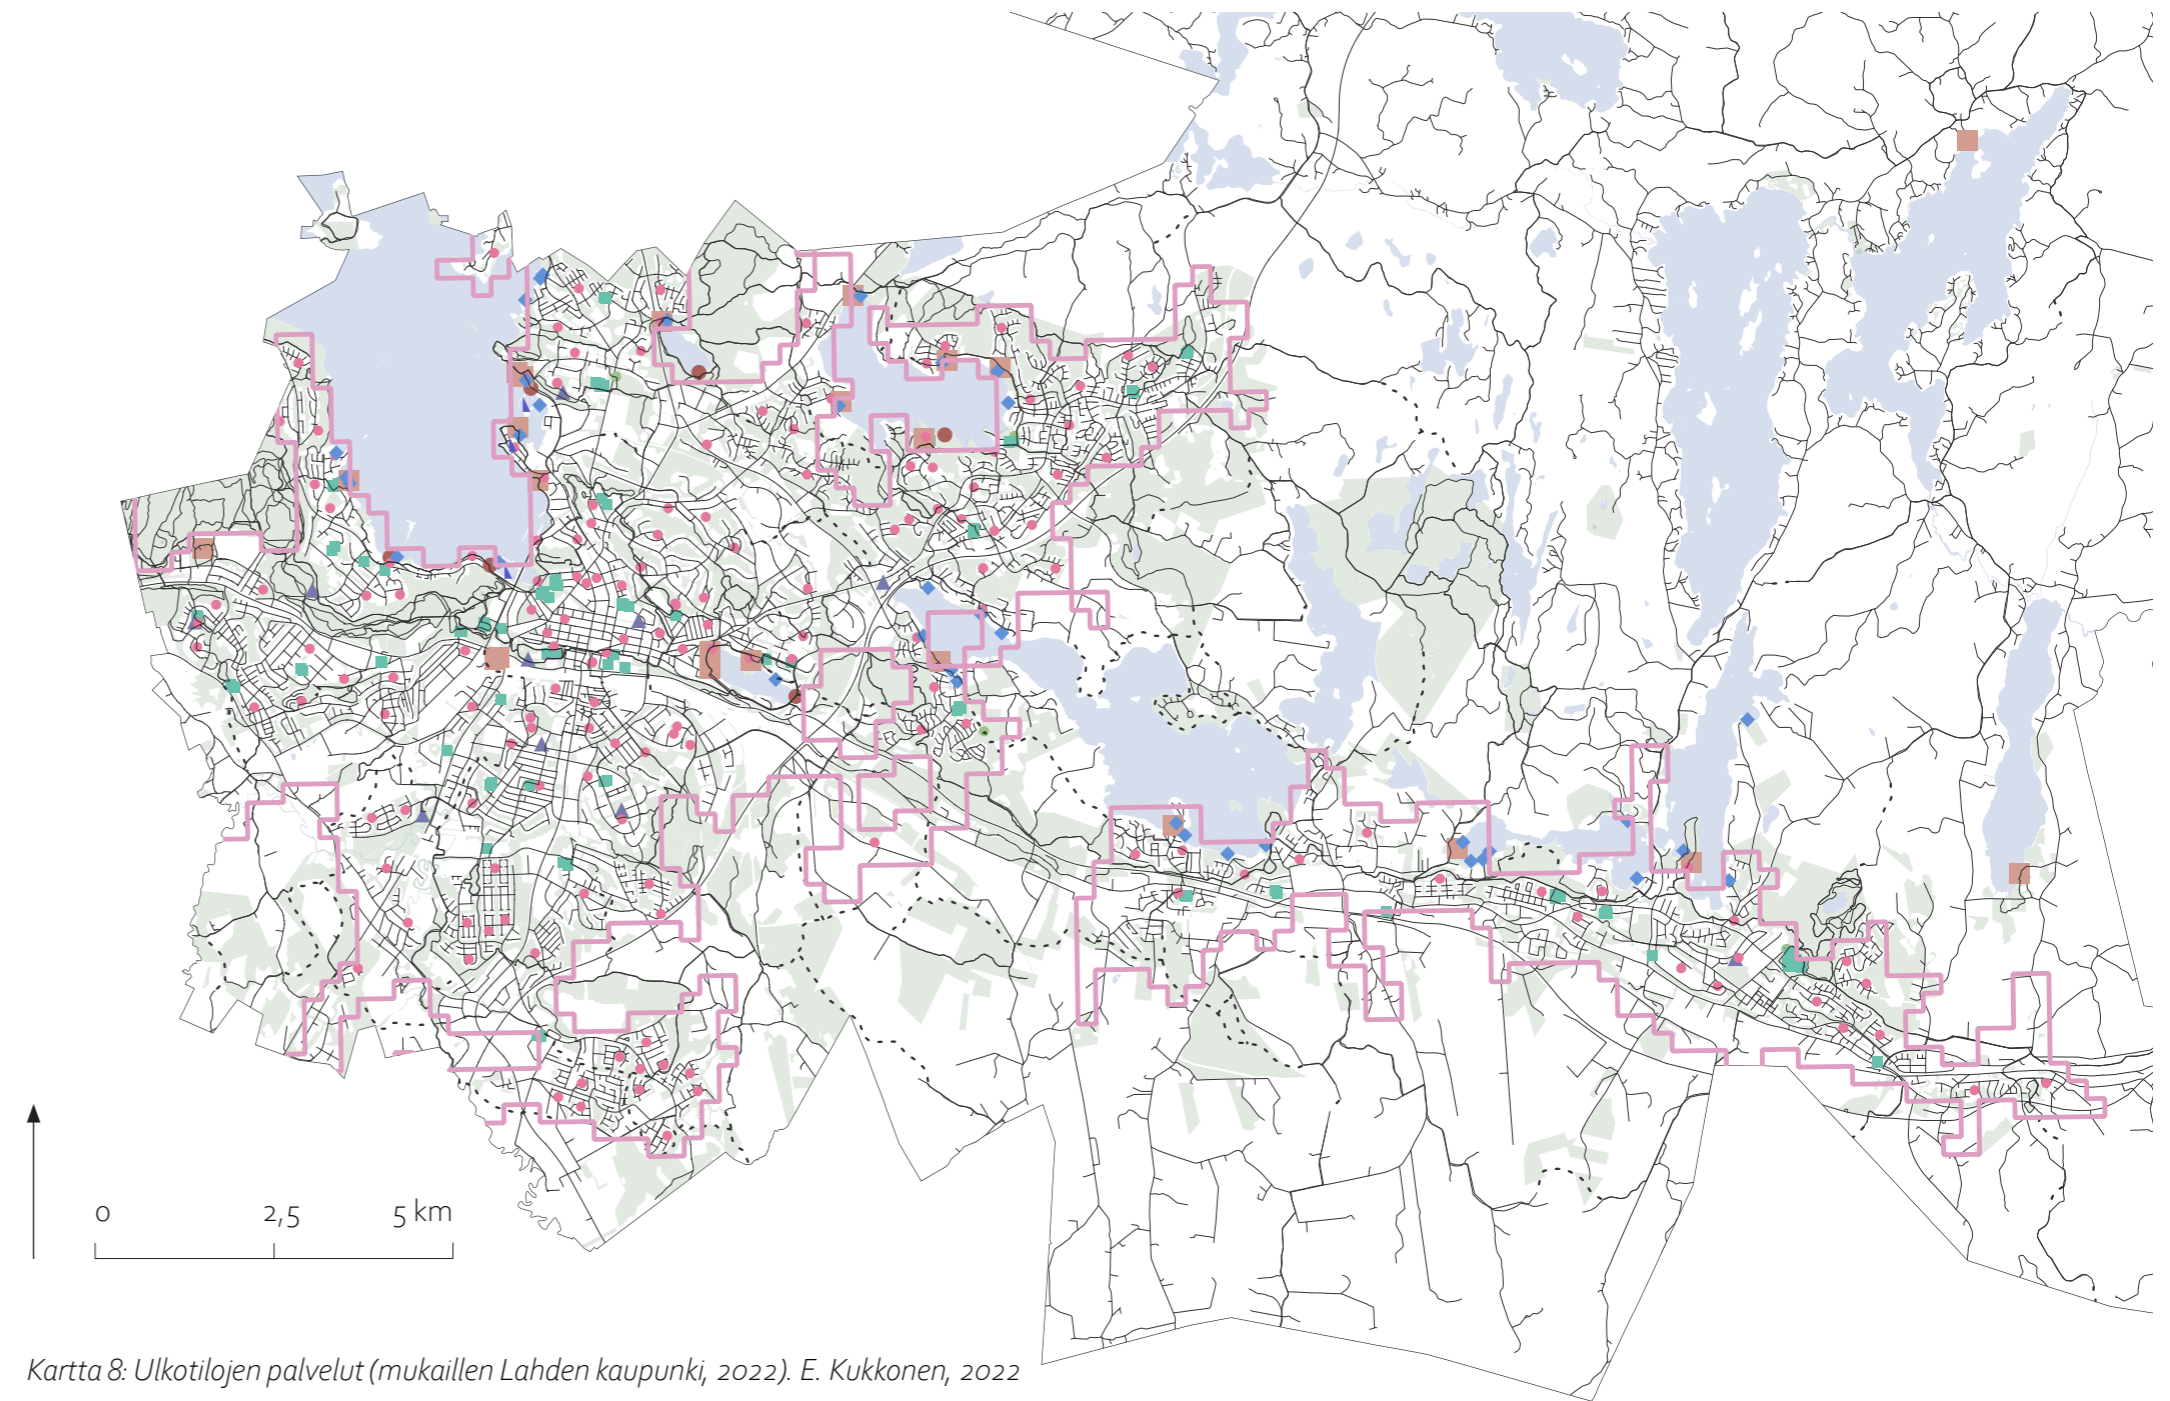 0 2,5 5 km
Kartta 8: Ulkotilojen palvelut (mukaillen Lahden kaupunki, 2022). E. Kukkonen, 2022